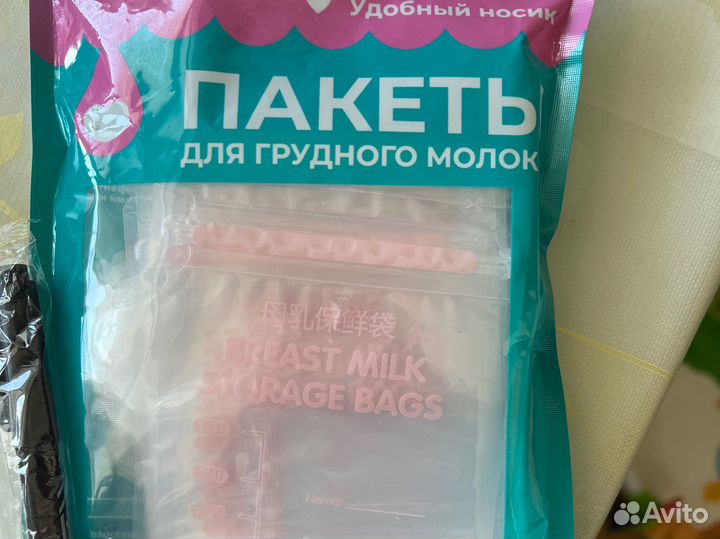 Удобный носик
ПАКЕТЫ
ДЛЯ ГРУДНОГО МОЛОК
母乳保鲜袋
BREAST MILK
STORAGE BAGS
Name:
Avito